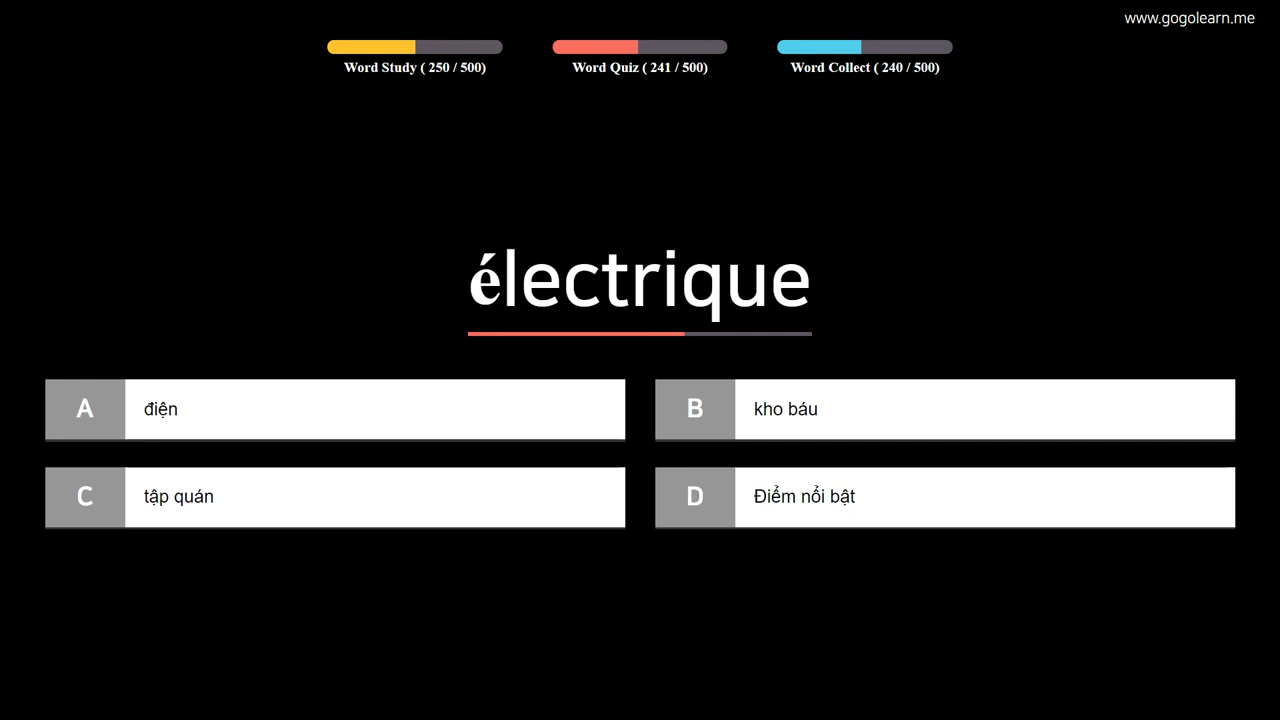 www.gogolearn.me
Word Study ( 250 / 500)
Word Quiz ( 241 / 500)
Word Collect ( 240 / 500)
électrique
A điện
B kho báu
C tập quán
D Điểm nổi bật